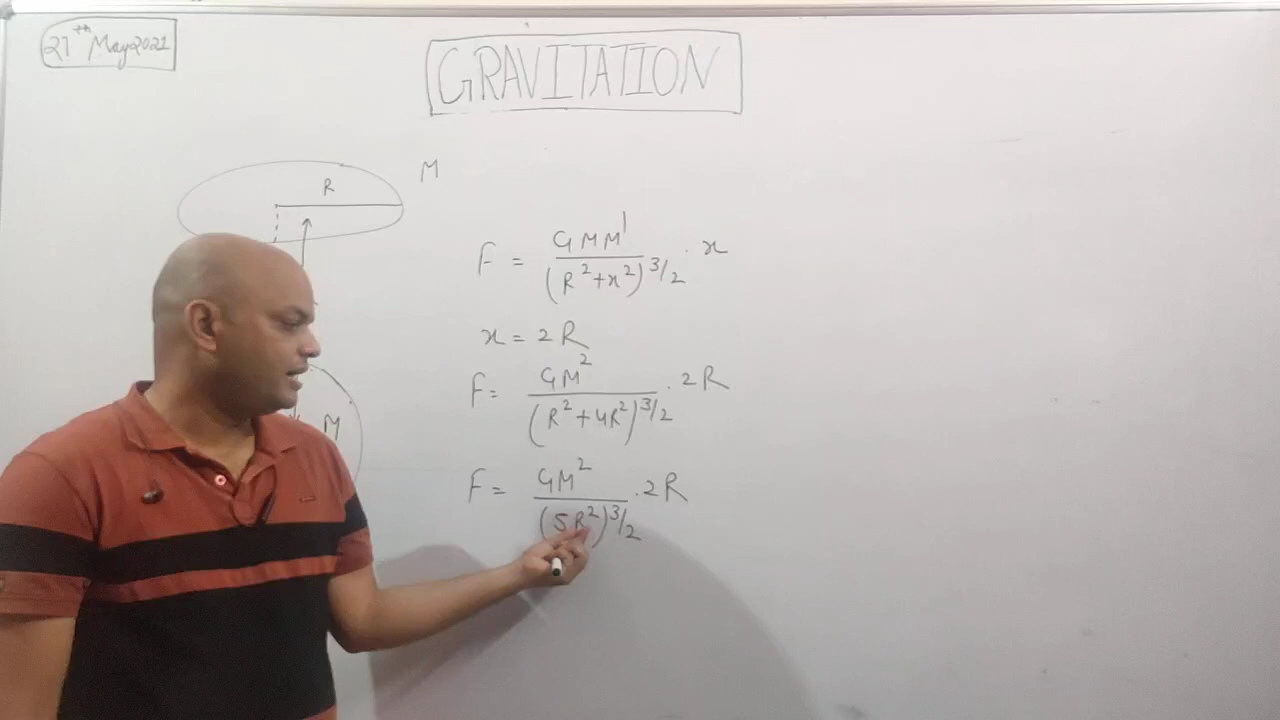 27th May 2021
GRAVITATION
R
M
F = GMM' / (R²+x²)^3/2 · x
x = 2R
F = GM² / (R²+4R²)^3/2 · 2R
M
F = GM² / (5R²)^3/2 · 2R